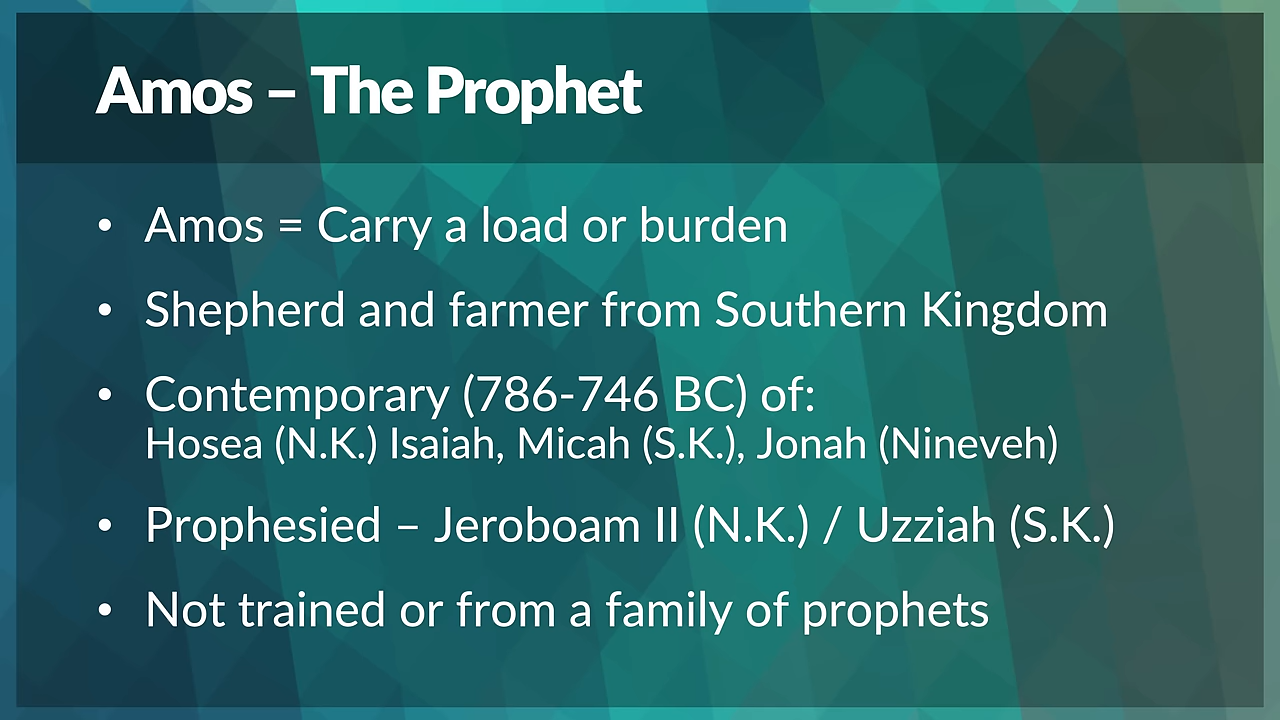 Amos – The Prophet
• Amos = Carry a load or burden
• Shepherd and farmer from Southern Kingdom
• Contemporary (786-746 BC) of:
Hosea (N.K.) Isaiah, Micah (S.K.), Jonah (Nineveh)
• Prophesied – Jeroboam II (N.K.) / Uzziah (S.K.)
• Not trained or from a family of prophets